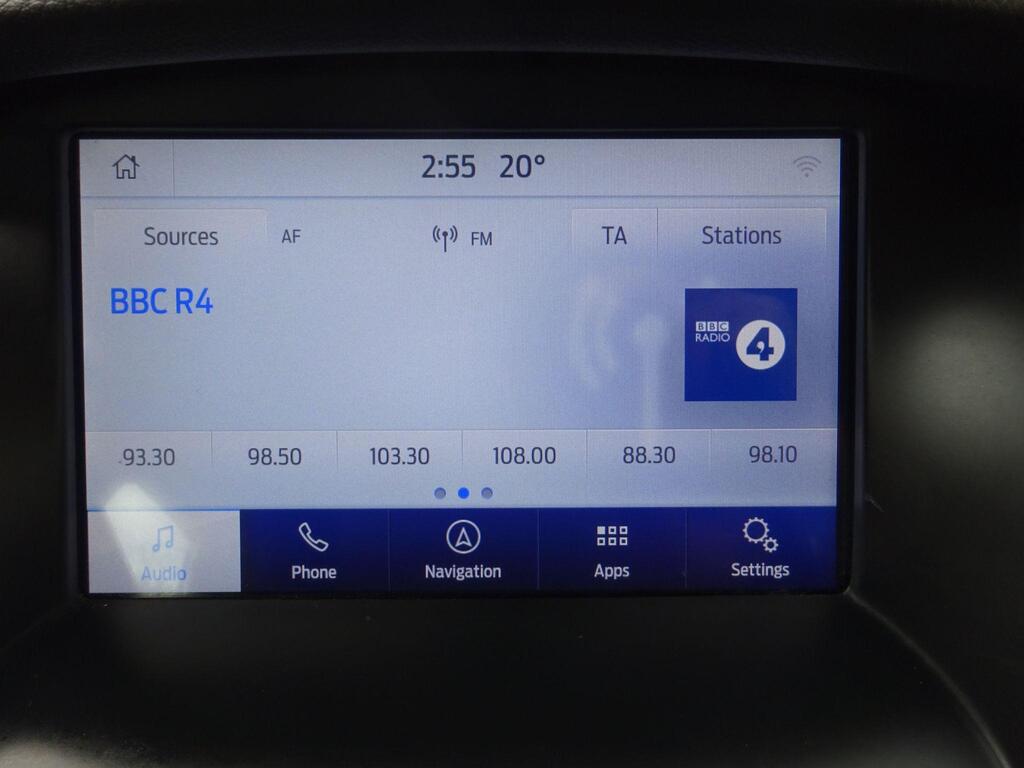 2:55 20°
Sources AF FM TA Stations
BBC R4
BBC
RADIO 4
93.30 98.50 103.30 108.00 88.30 98.10
Audio Phone Navigation Apps Settings